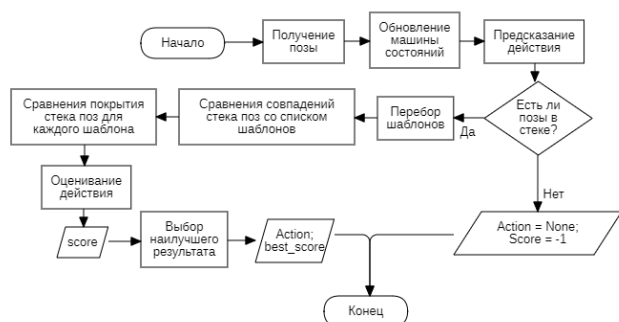 Начало
Получение
позы
Обновление
машины
состояний
Предсказание
действия
Есть ли
позы в
стеке?
Да
Перебор
шаблонов
Сравнения совпадений
стека поз со списком
шаблонов
Сравнения покрытия
стека поз для
каждого шаблона
Оценивание
действия
score
Выбор
наилучшего
результата
Action;
best_score
Нет
Action = None;
Score = -1
Конец